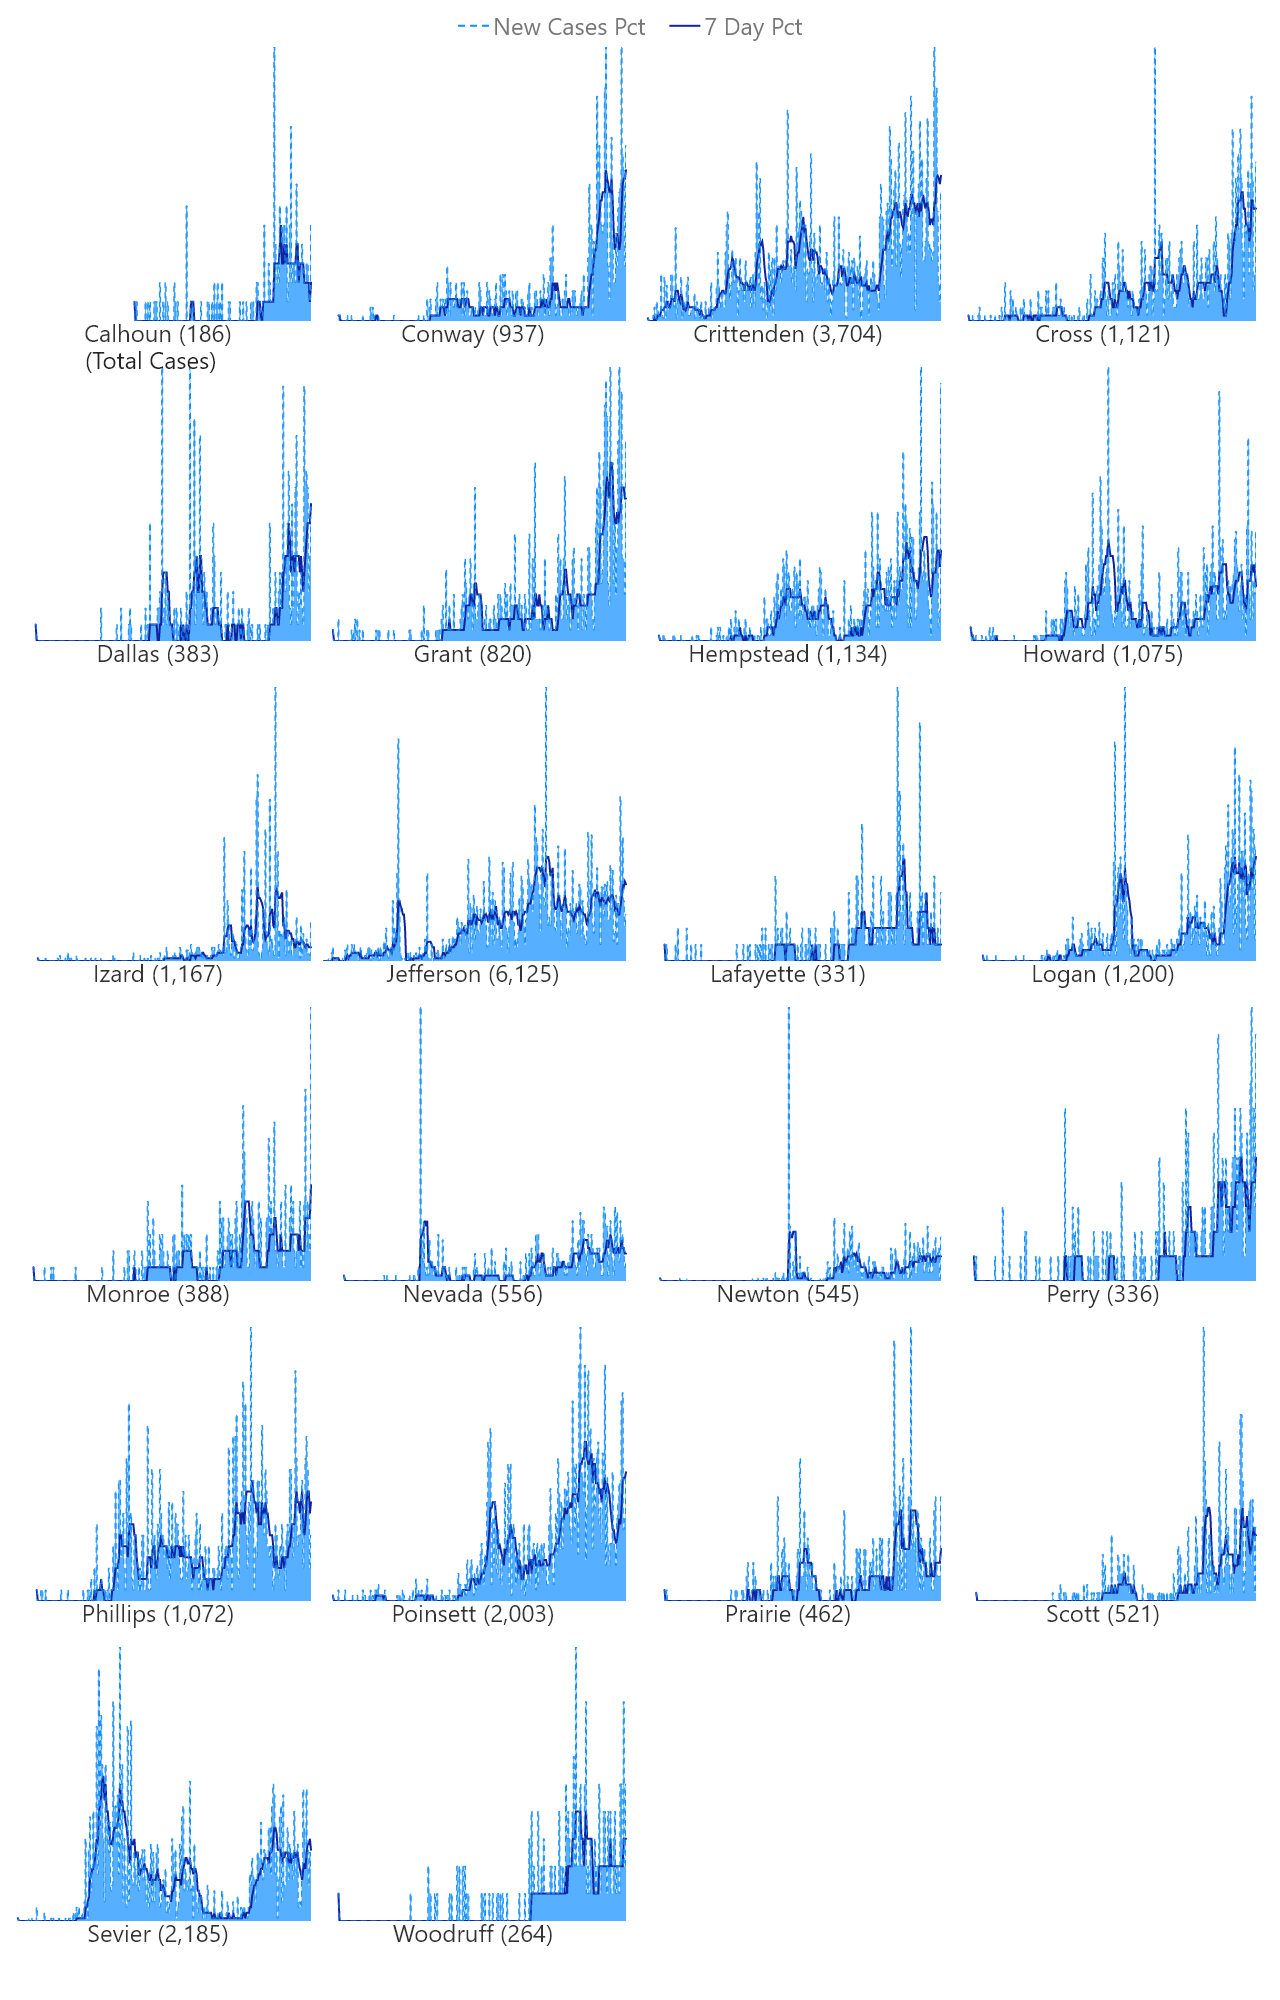 New Cases Pct 7 Day Pct
Calhoun (186) Conway (937) Crittenden (3,704) Cross (1,121)
(Total Cases)
Dallas (383) Grant (820) Hempstead (1,134) Howard (1,075)
Izard (1,167) Jefferson (6,125) Lafayette (331) Logan (1,200)
Monroe (388) Nevada (556) Newton (545) Perry (336)
Phillips (1,072) Poinsett (2,003) Prairie (462) Scott (521)
Sevier (2,185) Woodruff (264)